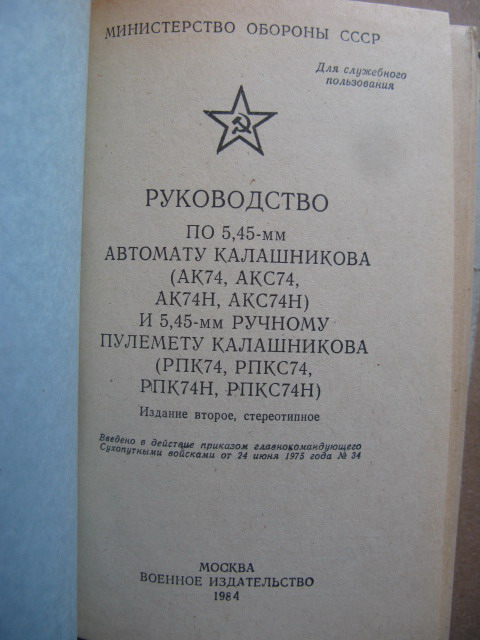 МИНИСТЕРСТВО ОБОРОНЫ СССР
Для служебного
пользования
РУКОВОДСТВО
ПО 5,45-мм
АВТОМАТУ КАЛАШНИКОВА
(АК74, АКС74,
АК74Н, АКС74Н)
И 5,45-мм РУЧНОМУ
ПУЛЕМЕТУ КАЛАШНИКОВА
(РПК74, РПКС74,
РПК74Н, РПКС74Н)
Издание второе, стереотипное
Введено в действие приказом главнокомандующего
Сухопутными войсками от 24 июня 1975 года № 34
МОСКВА
ВОЕННОЕ ИЗДАТЕЛЬСТВО
1984